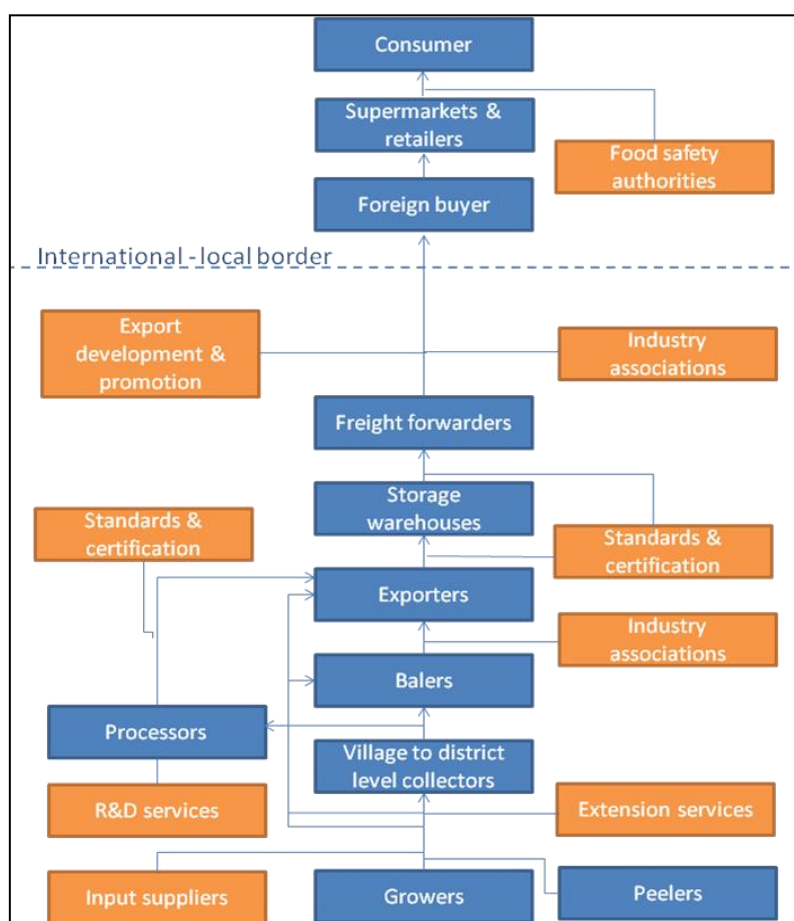 Consumer
Supermarkets &
retailers
Food safety
authorities
Foreign buyer
International - local border
Export
development &
promotion
Industry
associations
Freight forwarders
Storage
warehouses
Standards &
certification
Standards &
certification
Exporters
Industry
associations
Balers
Processors
Village to district
level collectors
R&D services
Extension services
Input suppliers
Growers
Peelers